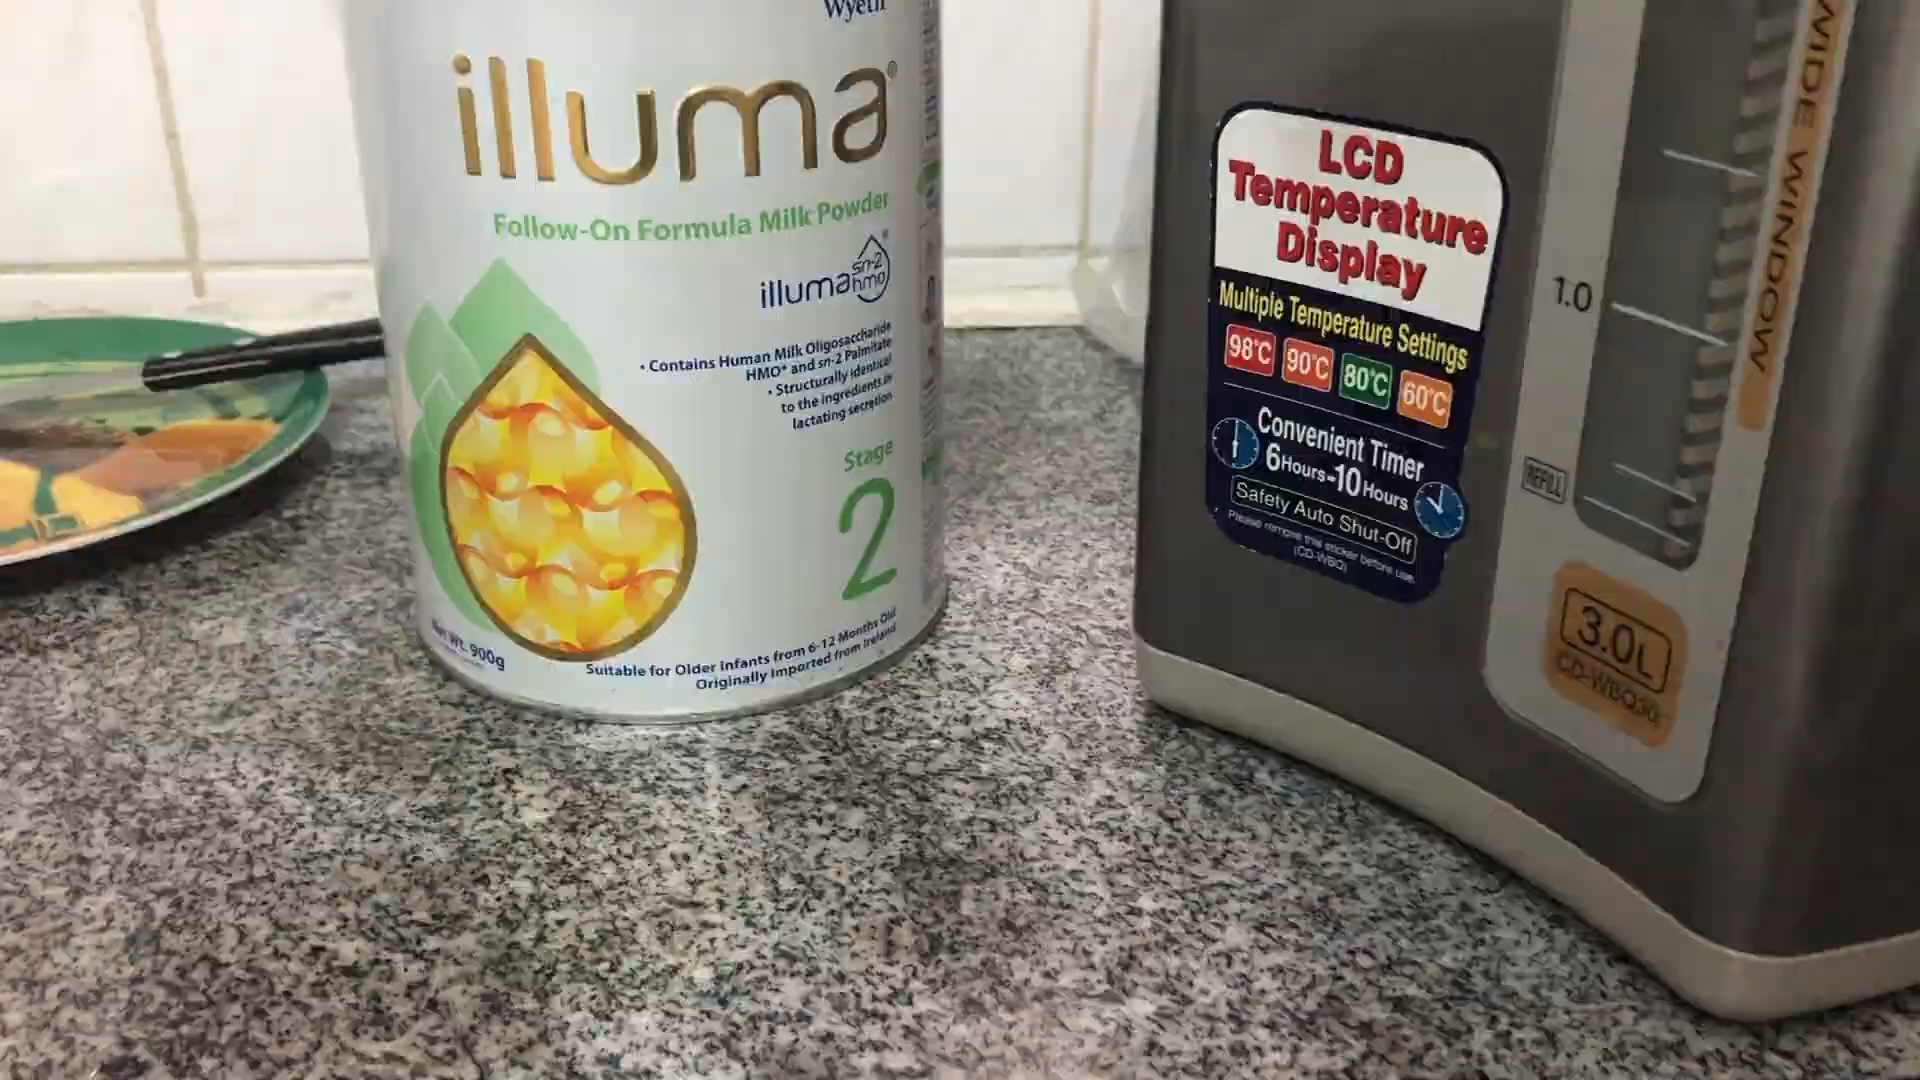 Wyeth
illuma®
Follow-On Formula Milk Powder
illuma sn-2 hmo®
• Contains Human Milk Oligosaccharide
HMO* and sn-2 Palmitate
• Structurally identical
to the ingredients in
lactating secretion
Stage
2
Net Wt. 900g
Suitable for Older Infants from 6-12 Months Old
Originally Imported from Ireland
LCD
Temperature
Display
Multiple Temperature Settings
98°C 90°C 80°C 60°C
Convenient Timer
6Hours-10Hours
Safety Auto Shut-Off
Please remove this sticker before use.
(CD-WBQ)
WIDE WINDOW
1.0
REFILL
3.0L
CD-WBQ30